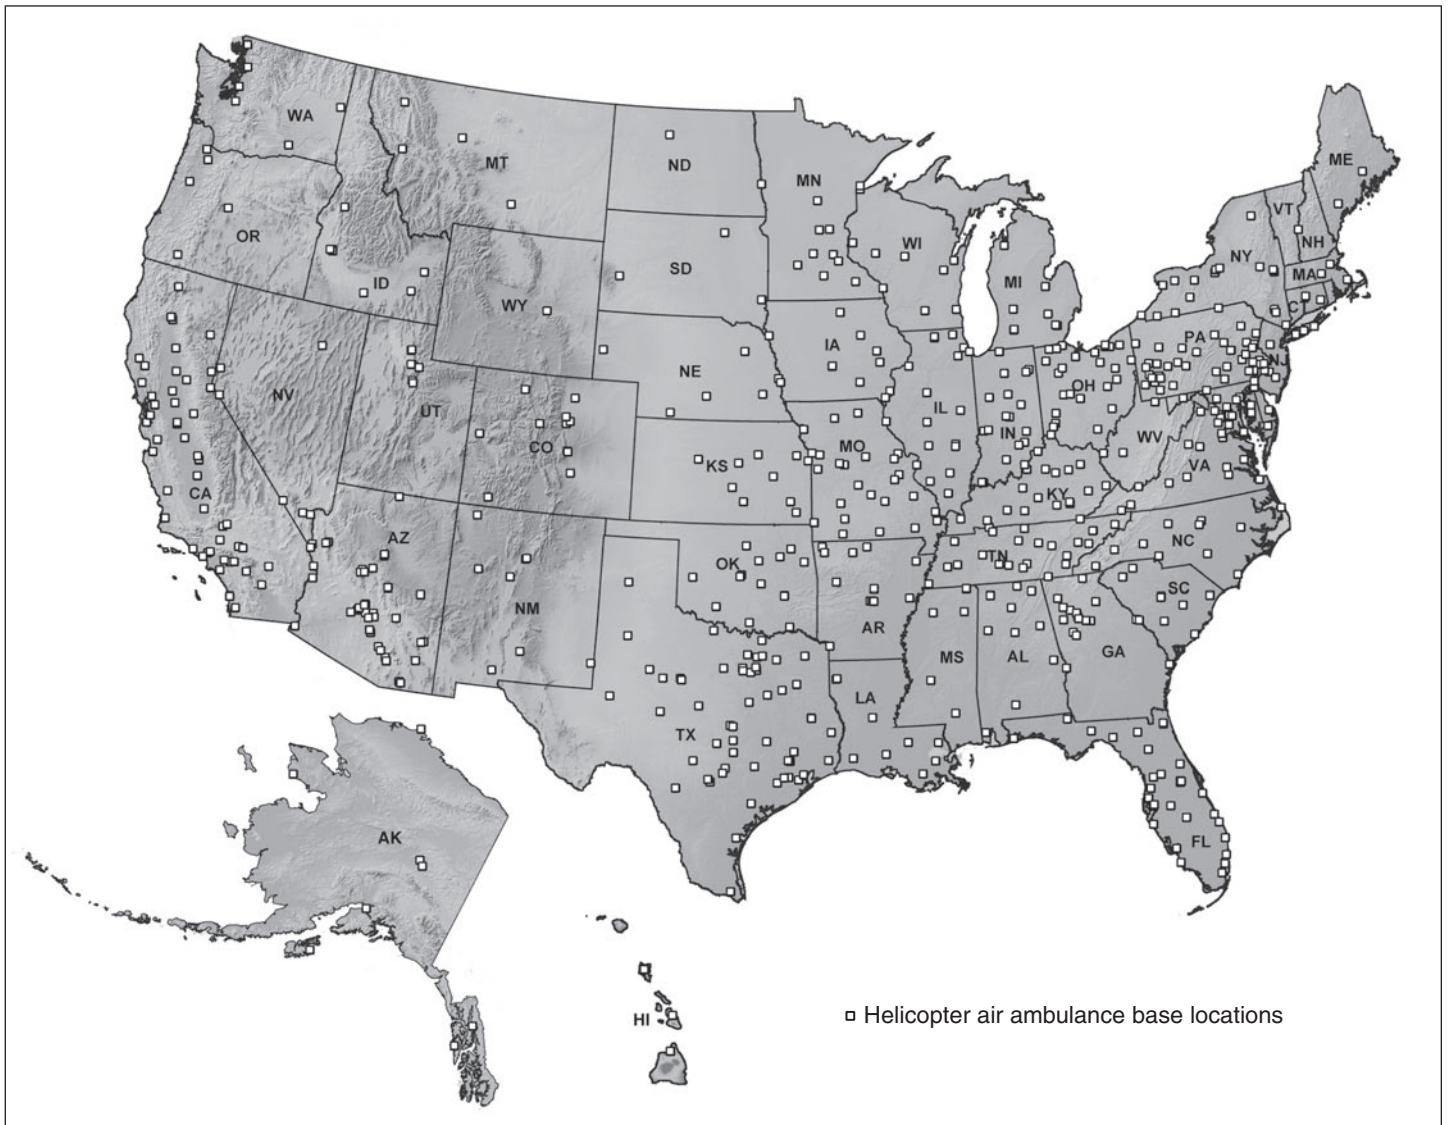 WA
MT
ND
MN
ME
VT
NH
OR
ID
WY
SD
WI
MI
NY
MA
CT
NV
UT
CO
NE
IA
IL
IN
OH
PA
NJ
CA
KS
MO
KY
WV
VA
AZ
NM
OK
AR
TN
NC
SC
TX
LA
MS
AL
GA
FL
AK
HI
Helicopter air ambulance base locations